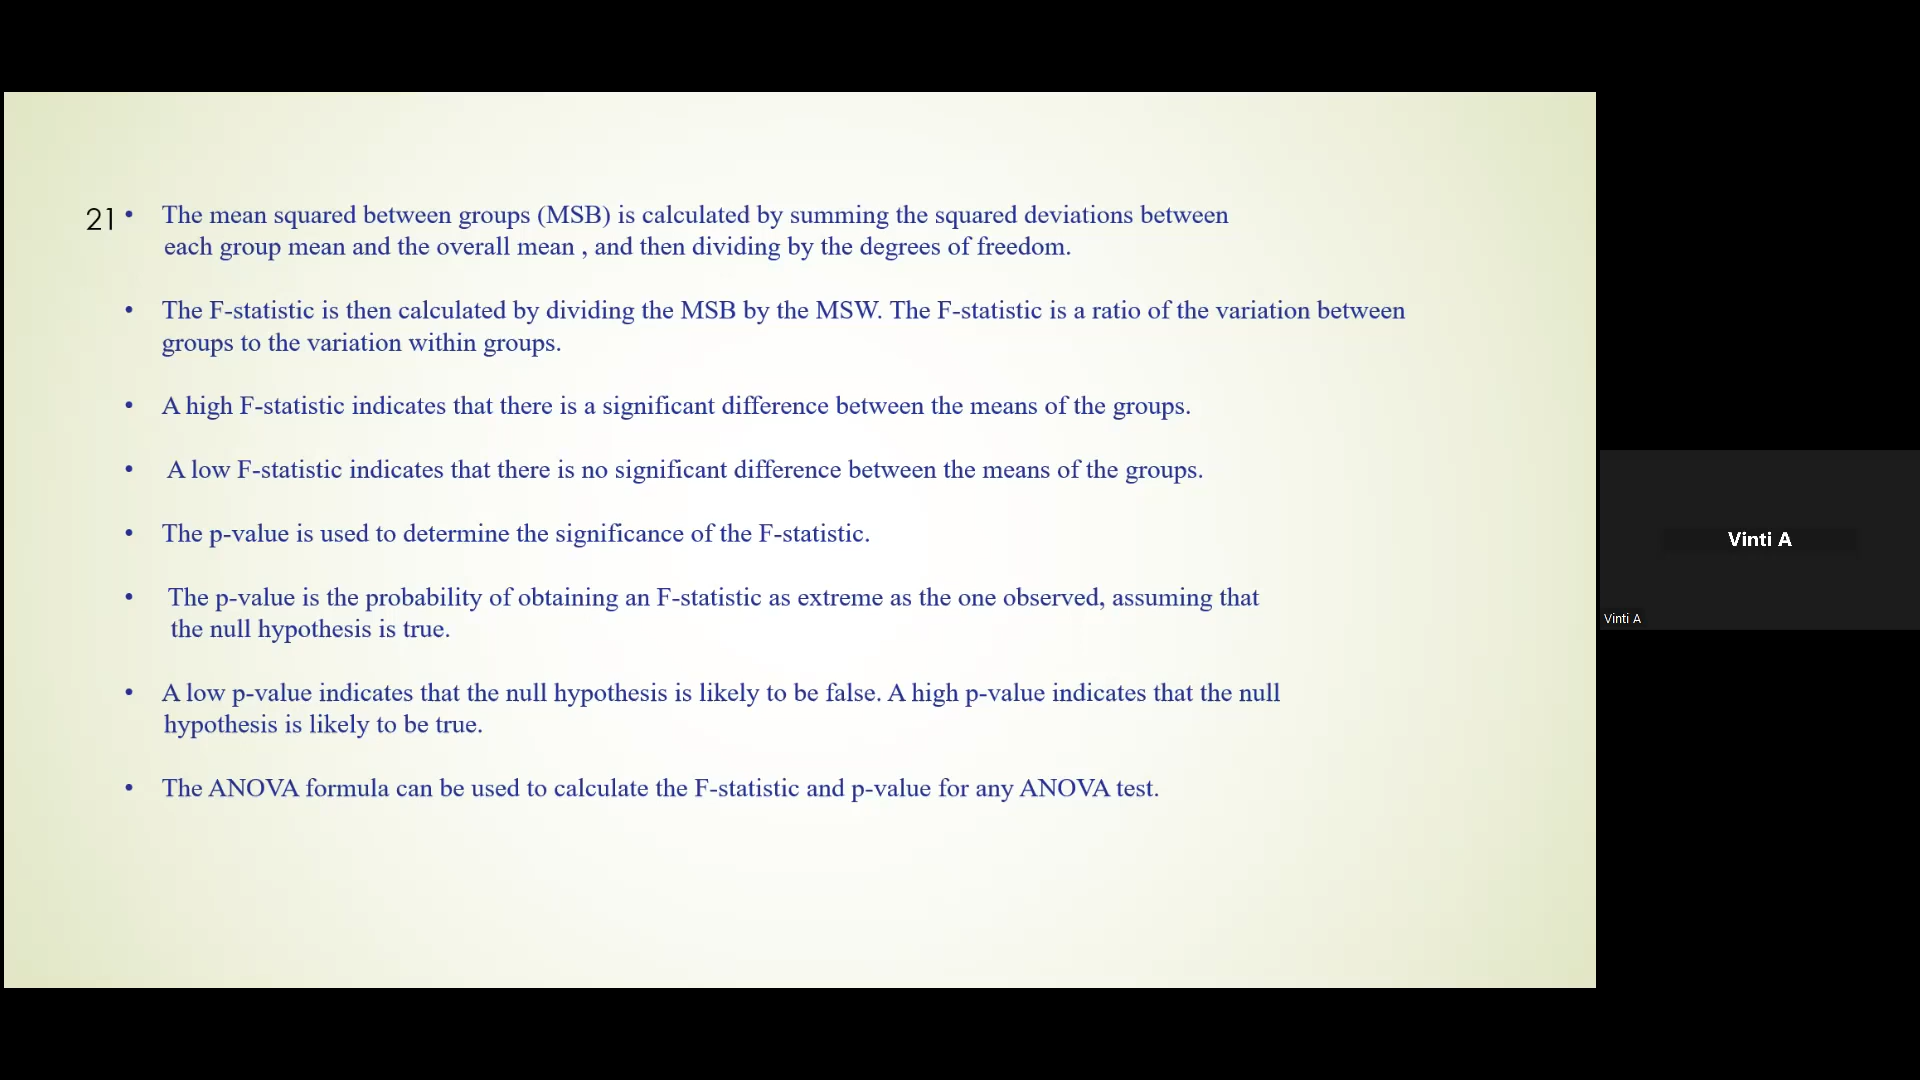 21
• The mean squared between groups (MSB) is calculated by summing the squared deviations between
each group mean and the overall mean , and then dividing by the degrees of freedom.
• The F-statistic is then calculated by dividing the MSB by the MSW. The F-statistic is a ratio of the variation between
groups to the variation within groups.
• A high F-statistic indicates that there is a significant difference between the means of the groups.
• A low F-statistic indicates that there is no significant difference between the means of the groups.
• The p-value is used to determine the significance of the F-statistic.
• The p-value is the probability of obtaining an F-statistic as extreme as the one observed, assuming that
the null hypothesis is true.
• A low p-value indicates that the null hypothesis is likely to be false. A high p-value indicates that the null
hypothesis is likely to be true.
• The ANOVA formula can be used to calculate the F-statistic and p-value for any ANOVA test.
Vinti A
Vinti A